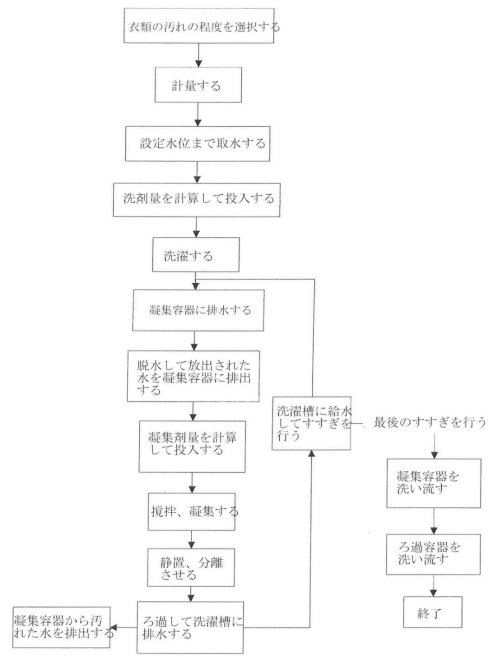 衣類の汚れの程度を選択する
計量する
設定水位まで取水する
洗剤量を計算して投入する
洗濯する
凝集容器に排水する
脱水して放出された
水を凝集容器に排出
する
凝集剤量を計算
して投入する
攪拌、凝集する
静置、分離
させる
ろ過して洗濯槽に
排水する
凝集容器から汚
れた水を排出する
洗濯槽に給水
してすすぎを
行う
最後のすすぎを行う
凝集容器を
洗い流す
ろ過容器を
洗い流す
終了